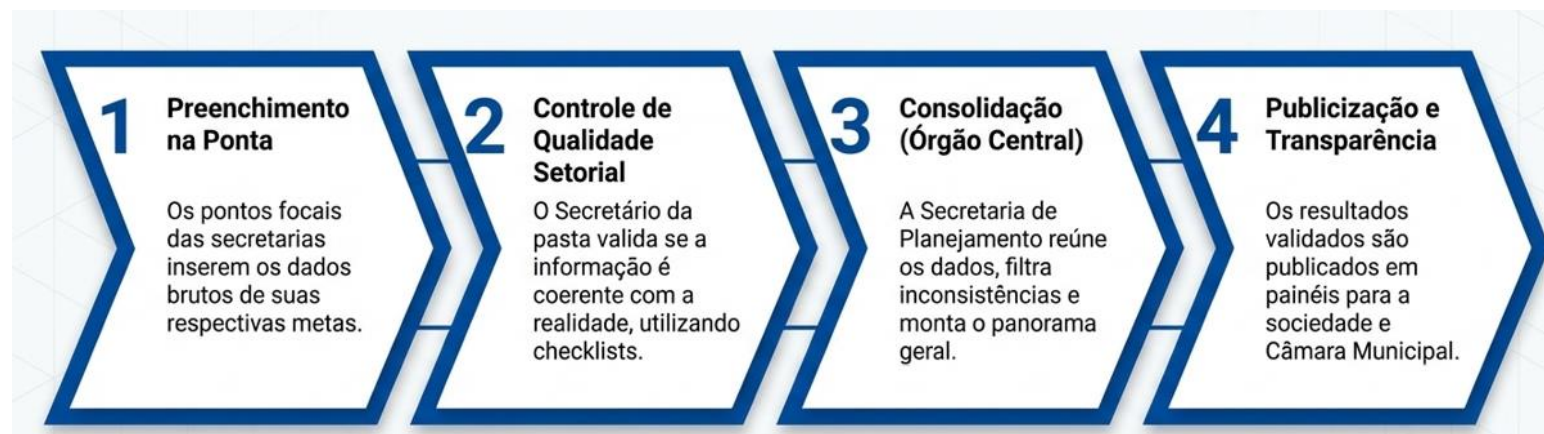 1
Preenchimento
na Ponta
Os pontos focais
das secretarias
inserem os dados
brutos de suas
respectivas metas.
2
Controle de
Qualidade
Setorial
O Secretário da
pasta valida se a
informação é
coerente com a
realidade, utilizando
checklists.
3
Consolidação
(Órgão Central)
A Secretaria de
Planejamento reúne
os dados, filtra
inconsistências e
monta o panorama
geral.
4
Publicização e
Transparência
Os resultados
validados são
publicados em
painéis para a
sociedade e
Câmara Municipal.